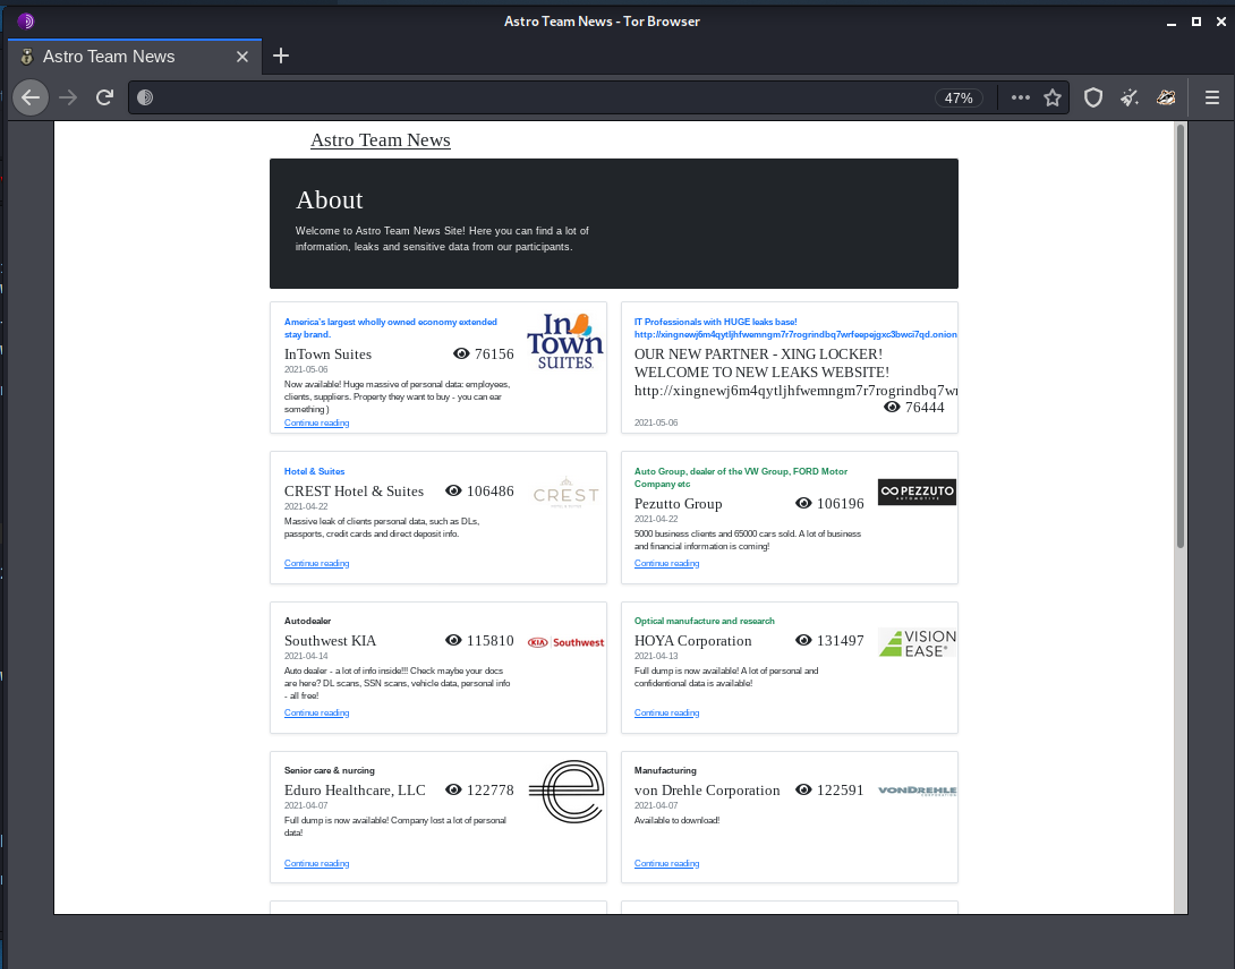 Astro Team News - Tor Browser
Astro Team News
47%
Astro Team News
About
Welcome to Astro Team News Site! Here you can find a lot of
information, leaks and sensitive data from our participants.
America's largest wholly owned economy extended
stay brand.
InTown Suites 76156
2021-05-06
Now available! Huge massive of personal data: employees,
clients, suppliers. Property they want to buy - you can ear
something )
Continue reading
In
Town
SUITES
IT Professionals with HUGE leaks base!
http://xingnewj6m4qytljhfwemngm7r7rogrindbq7wrfeepejgxc3bwci7qd.onion
OUR NEW PARTNER - XING LOCKER!
WELCOME TO NEW LEAKS WEBSITE!
http://xingnewj6m4qytljhfwemngm7r7rogrindbq7wr
76444
2021-05-06
Hotel & Suites
CREST Hotel & Suites 106486
2021-04-22
Massive leak of clients personal data, such as DLs,
passports, credit cards and direct deposit info.
Continue reading
CREST
HOTEL & SUITES
Auto Group, dealer of the VW Group, FORD Motor
Company etc
Pezutto Group 106196
2021-04-22
5000 business clients and 65000 cars sold. A lot of business
and financial information is coming!
Continue reading
PEZZUTO
AUTOMOTIVE
Autodealer
Southwest KIA 115810
2021-04-14
Auto dealer - a lot of info inside!!! Check maybe your docs
are here? DL scans, SSN scans, vehicle data, personal info
- all free!
Continue reading
KIA Southwest
Optical manufacture and research
HOYA Corporation 131497
2021-04-13
Full dump is now available! A lot of personal and
confidentional data is available!
Continue reading
VISION
EASE
Senior care & nurcing
Eduro Healthcare, LLC 122778
2021-04-07
Full dump is now available! Company lost a lot of personal
data!
Continue reading
e
Manufacturing
von Drehle Corporation 122591
2021-04-07
Available to download!
Continue reading
VONDREHLE
CORPORATION